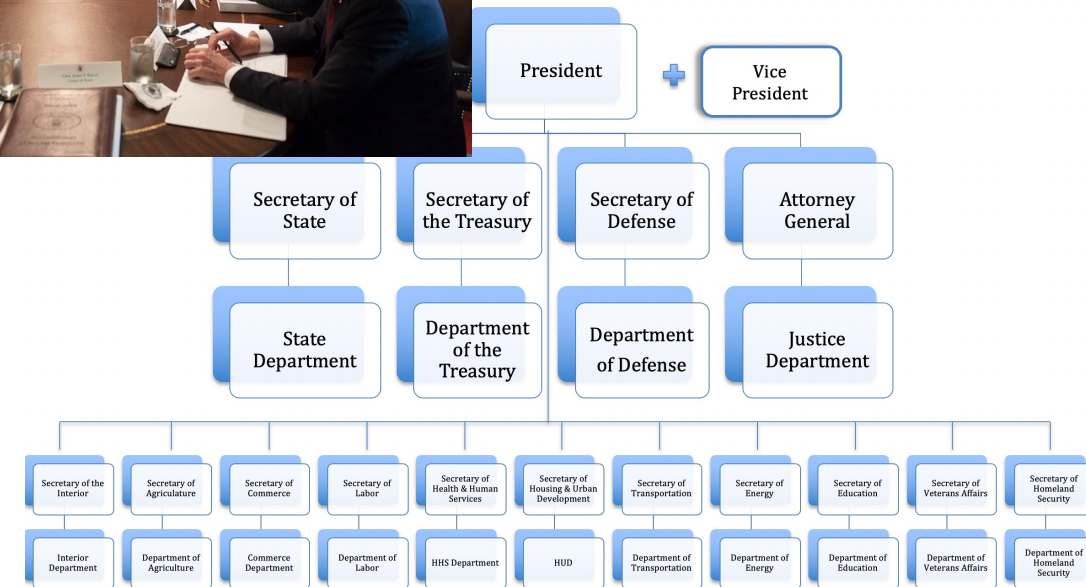 President
Vice
President
Secretary of
State
Secretary of
the Treasury
Secretary of
Defense
Attorney
General
State
Department
Department
of the
Treasury
Department
of Defense
Justice
Department
Secretary of the
Interior
Secretary of
Agriculture
Secretary of
Commerce
Secretary of
Labor
Secretary of
Health & Human
Services
Secretary of
Housing & Urban
Development
Secretary of
Transportation
Secretary of
Energy
Secretary of
Education
Secretary of
Veterans Affairs
Secretary of
Homeland
Security
Interior
Department
Department of
Agriculture
Commerce
Department
Department of
Labor
HHS Department
HUD
Department of
Transportation
Department of
Energy
Department of
Education
Department of
Veterans Affairs
Department of
Homeland
Security